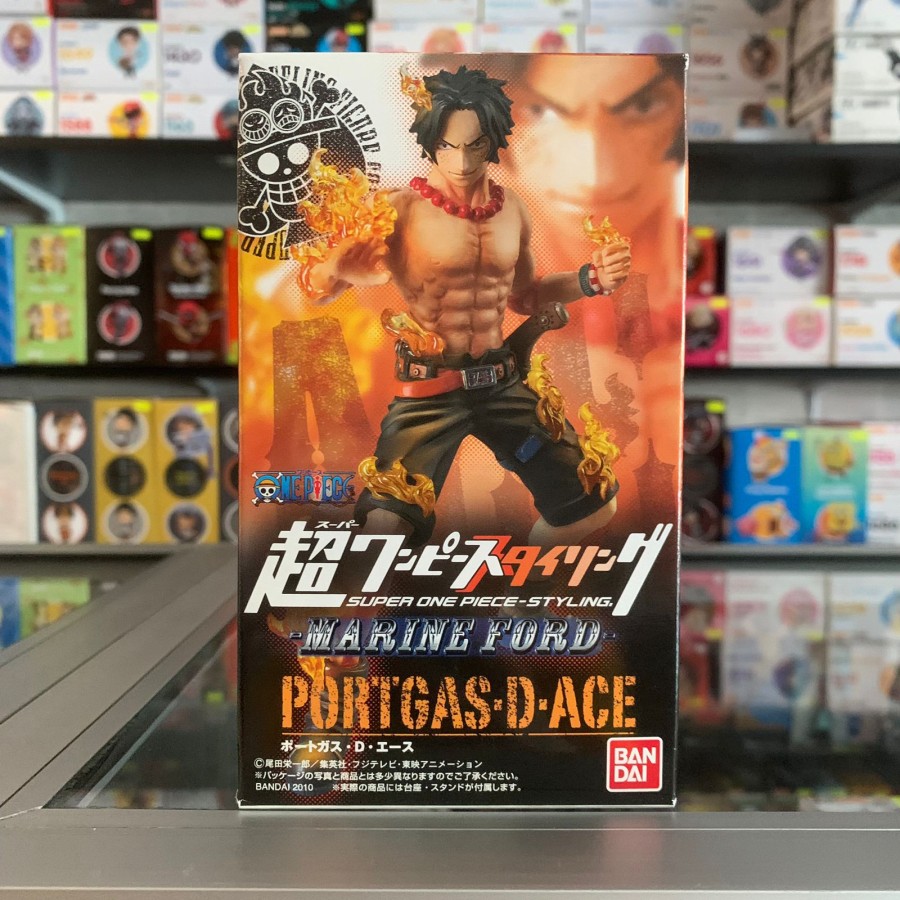 ONE PIECE
スーパー
超ワンピーススタイリング
SUPER ONE PIECE-STYLING.
-MARINE FORD-
PORTGAS・D・ACE
ポートガス・D・エース
©尾田栄一郎/集英社・フジテレビ・東映アニメーション
※パッケージの写真と商品とは多少異なりますのでご了承ください。
BANDAI 2010 ※実際の商品には台座・スタンドが付属します。
BAN
DAI